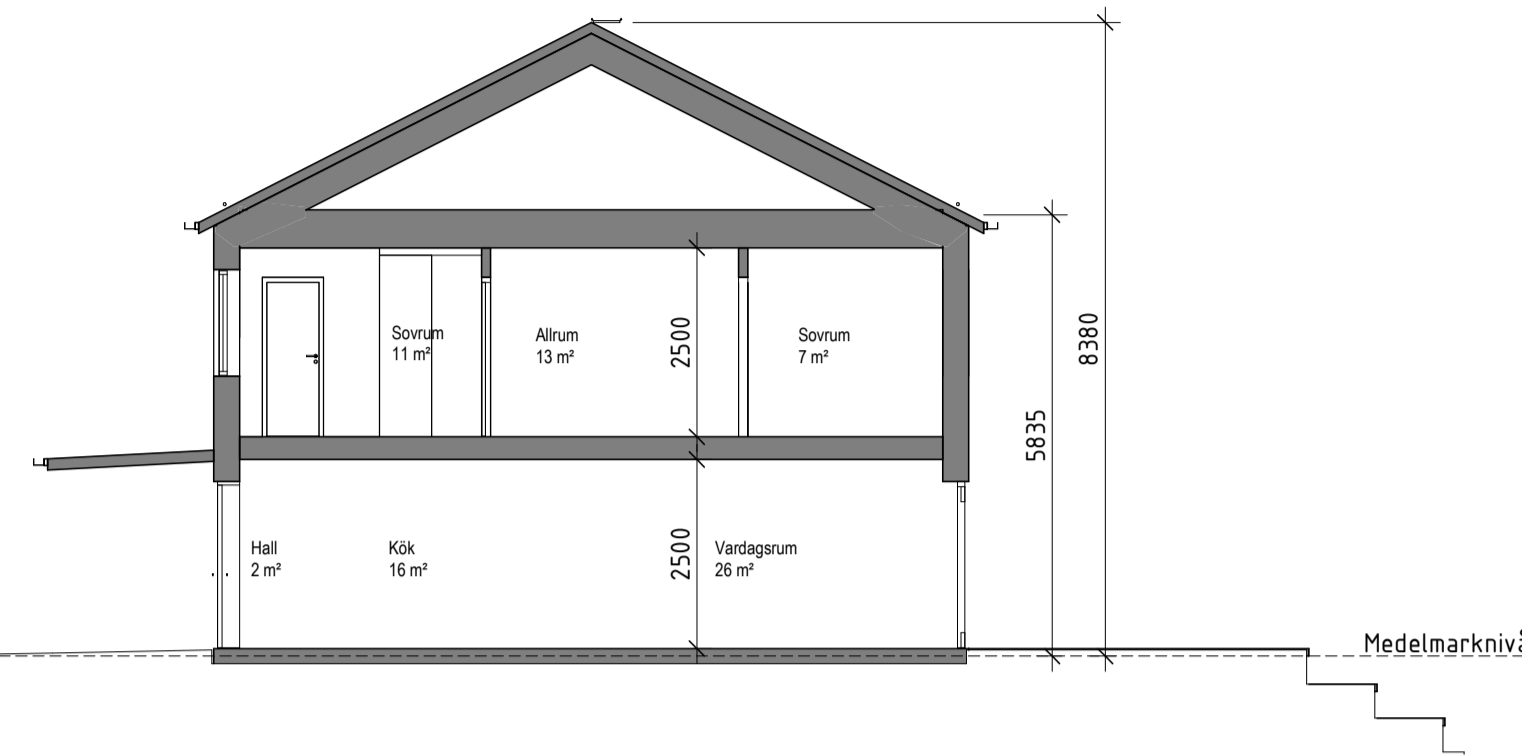 8380
Sovrum
11 m²
Allrum
13 m²
2500
Sovrum
7 m²
5835
Hall
2 m²
Kök
16 m²
2500
Vardagsrum
26 m²
Medelmarknivå